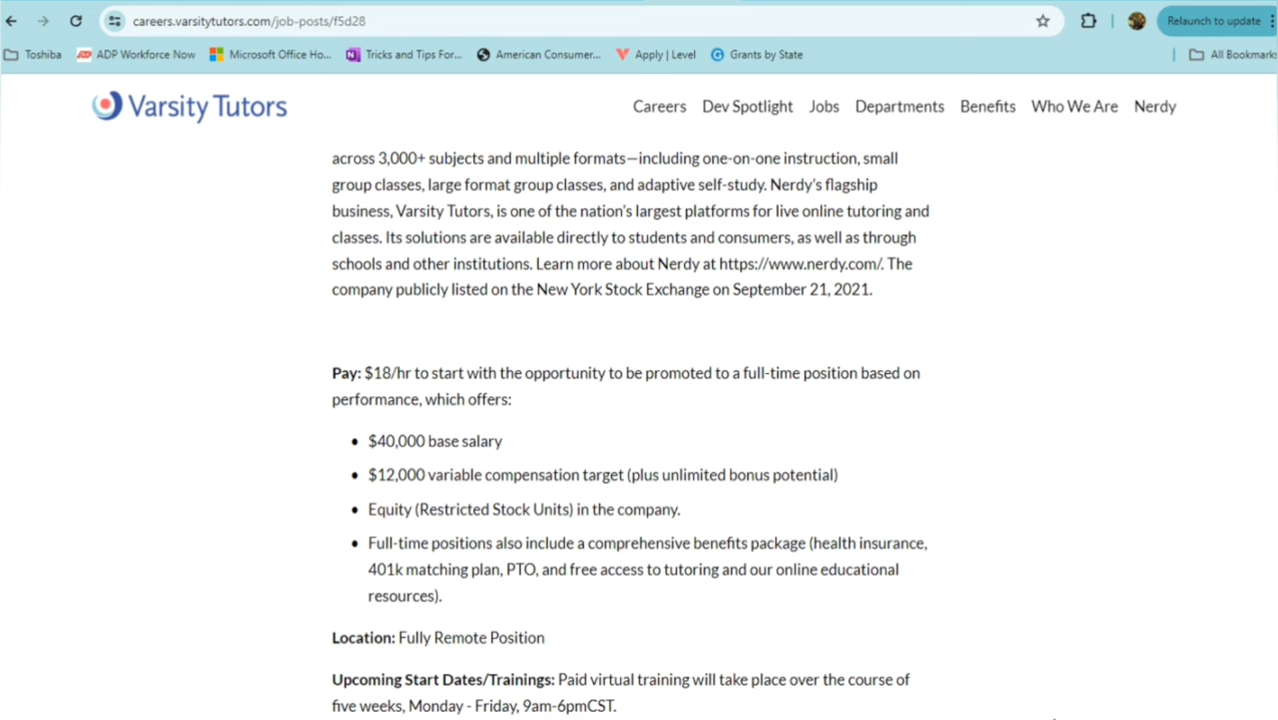 careers.varsitytutors.com/job-posts/f5d28
Relaunch to update
Toshiba ADP Workforce Now Microsoft Office Ho... Tricks and Tips For... American Consumer... Apply | Level Grants by State All Bookmark
Varsity Tutors Careers Dev Spotlight Jobs Departments Benefits Who We Are Nerdy
across 3,000+ subjects and multiple formats—including one-on-one instruction, small
group classes, large format group classes, and adaptive self-study. Nerdy's flagship
business, Varsity Tutors, is one of the nation's largest platforms for live online tutoring and
classes. Its solutions are available directly to students and consumers, as well as through
schools and other institutions. Learn more about Nerdy at https://www.nerdy.com/. The
company publicly listed on the New York Stock Exchange on September 21, 2021.
Pay: $18/hr to start with the opportunity to be promoted to a full-time position based on
performance, which offers:
• $40,000 base salary
• $12,000 variable compensation target (plus unlimited bonus potential)
• Equity (Restricted Stock Units) in the company.
• Full-time positions also include a comprehensive benefits package (health insurance,
401k matching plan, PTO, and free access to tutoring and our online educational
resources).
Location: Fully Remote Position
Upcoming Start Dates/Trainings: Paid virtual training will take place over the course of
five weeks, Monday - Friday, 9am-6pmCST.